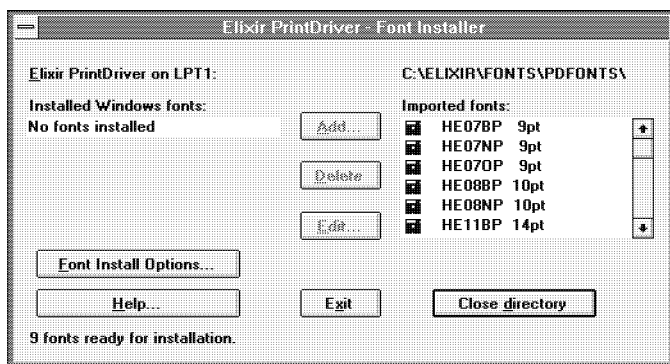 Elixir PrintDriver - Font Installer
Elixir PrintDriver on LPT1: C:\ELIXIR\FONTS\PDFONTS\
Installed Windows fonts: Imported fonts:
No fonts installed
Add...
Delete
Edit...
HE07BP 9pt
HE07NP 9pt
HE07OP 9pt
HE08BP 10pt
HE08NP 10pt
HE11BP 14pt
Font Install Options...
Help... Exit Close directory
9 fonts ready for installation.